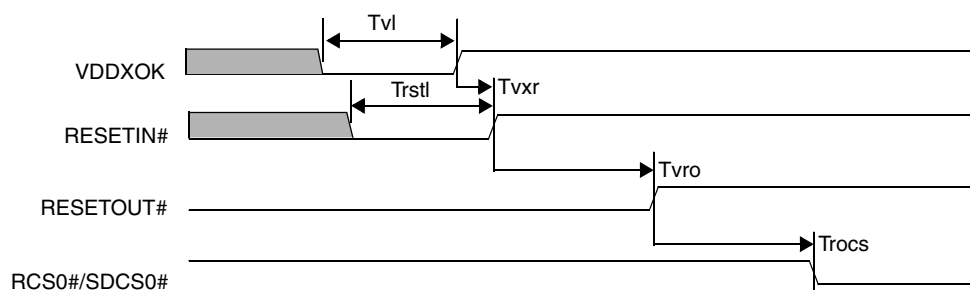 Tvl
VDDXOK
Trstl
Tvxr
RESETIN#
Tvro
RESETOUT#
Trocs
RCS0#/SDCS0#